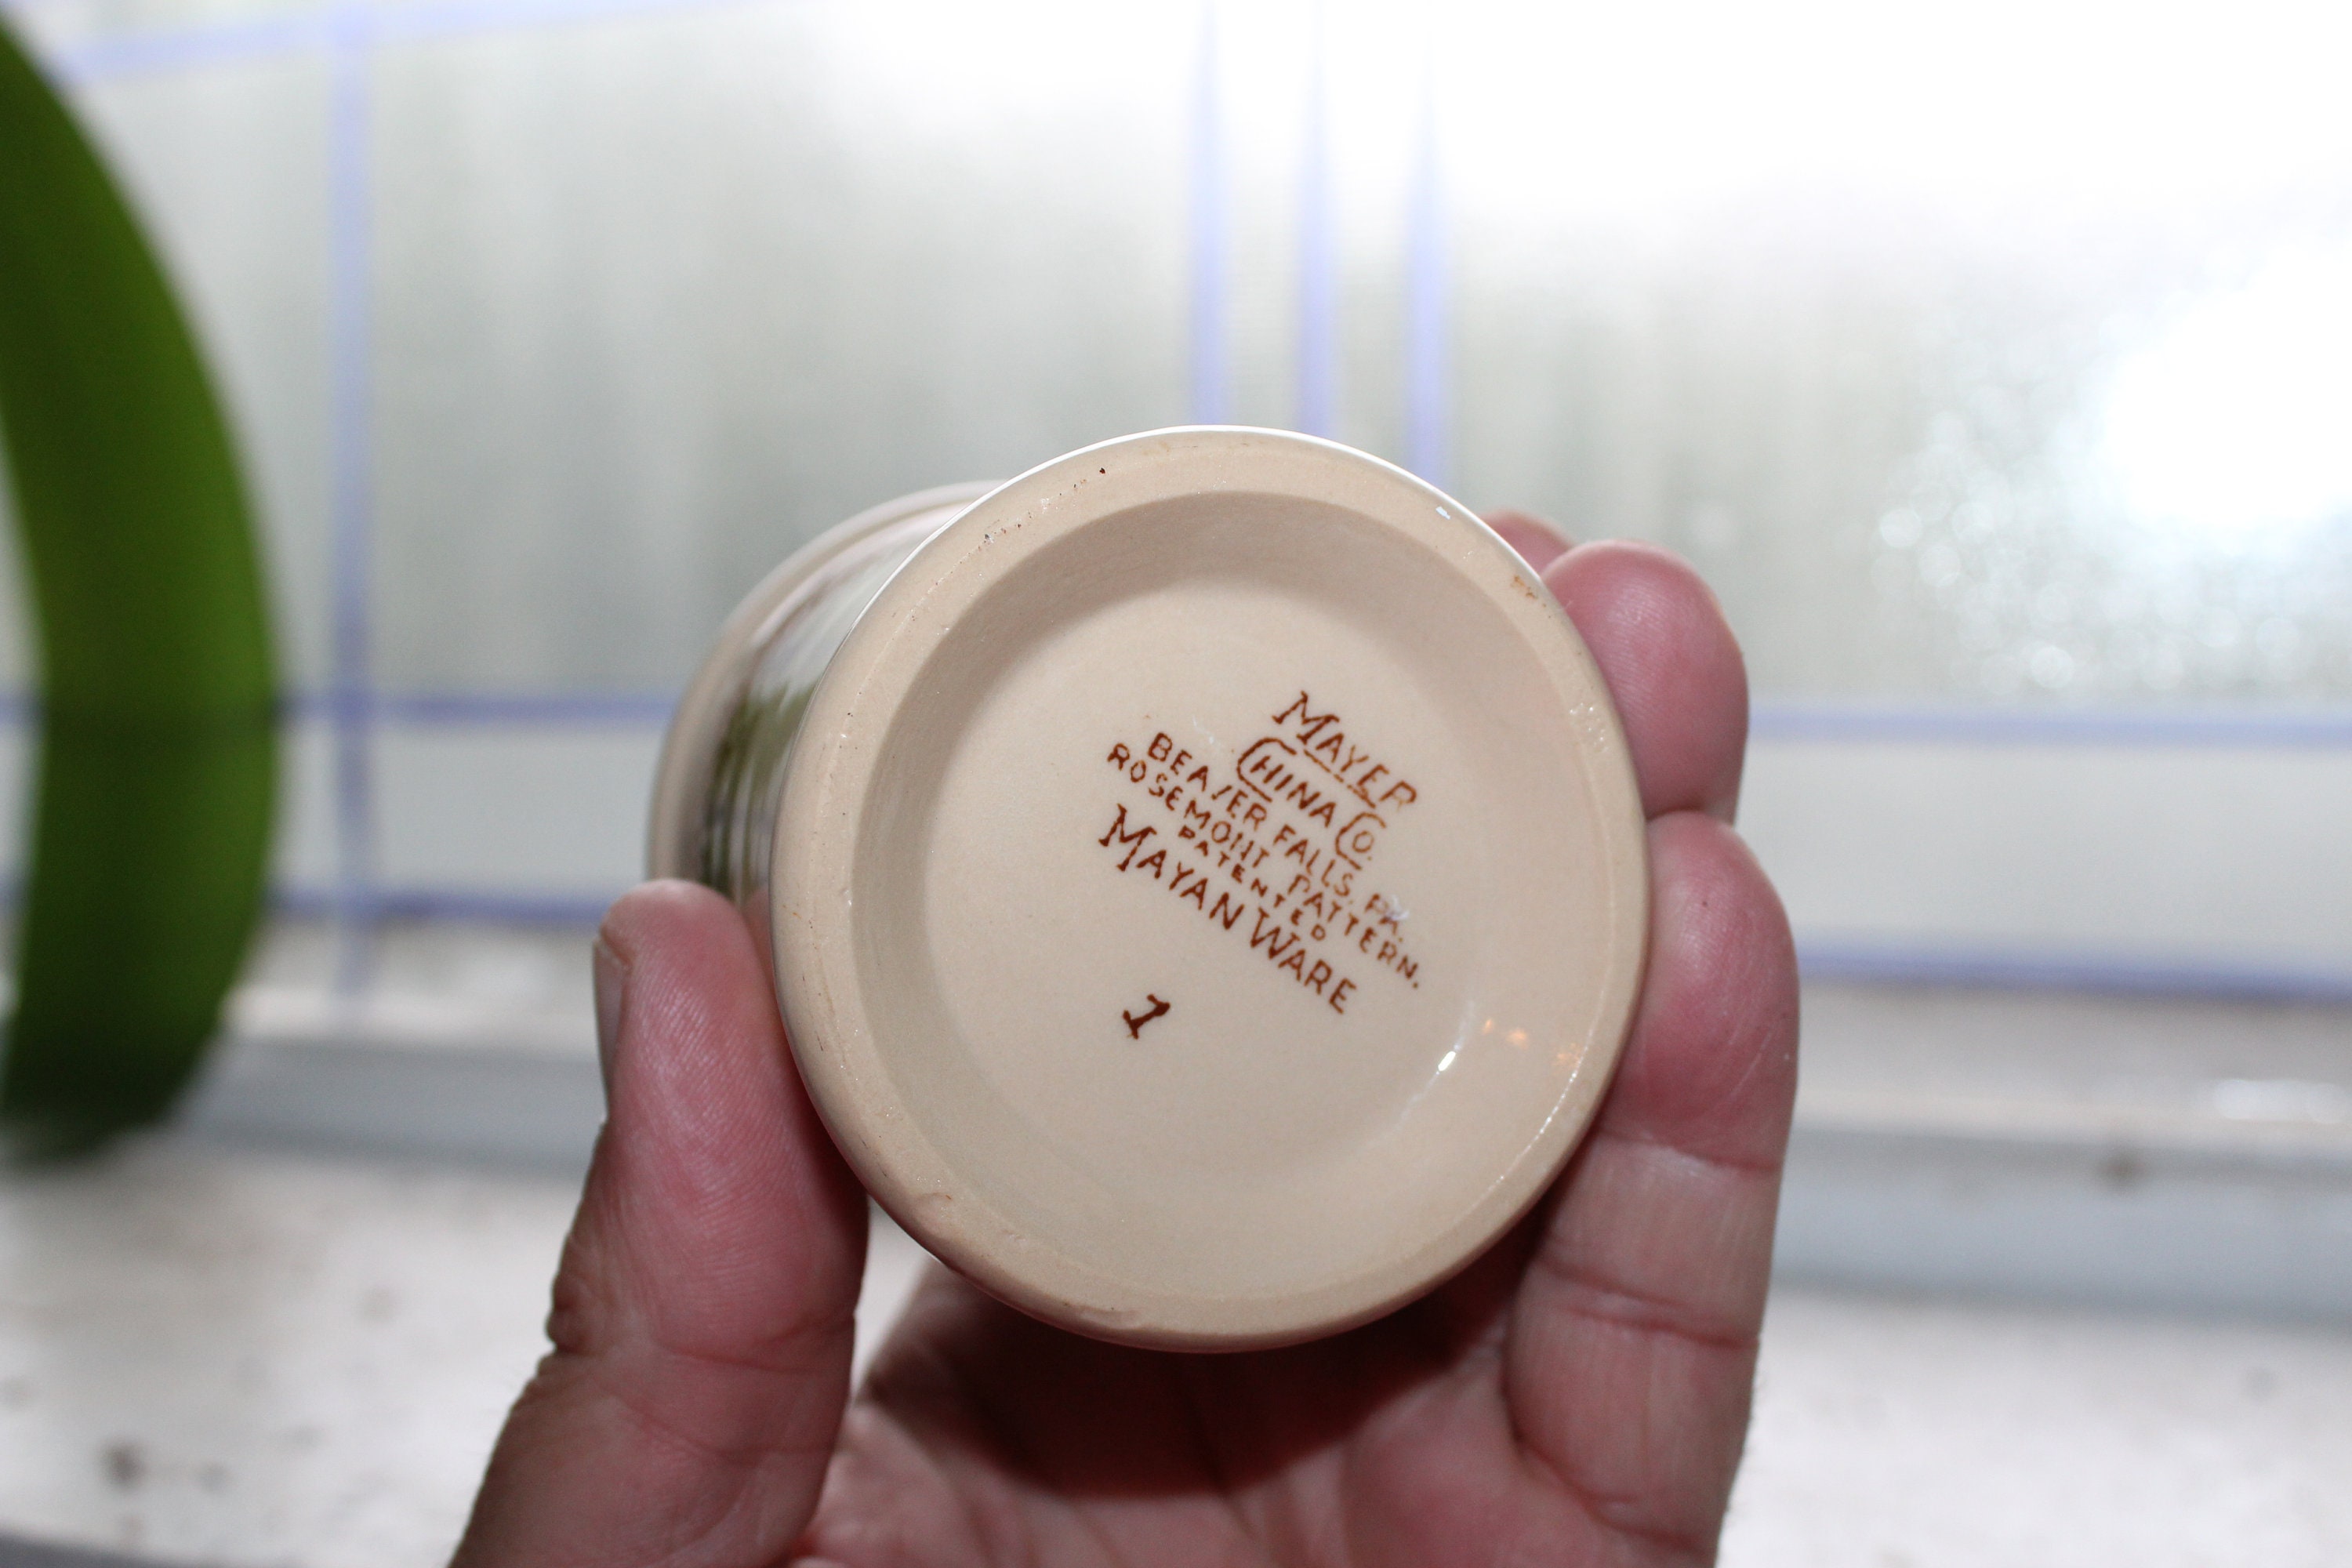 MAYER
CHINA CO.
BEAVER FALLS, PA.
ROSEMONT PATTERN.
PATENTED
MAYAN WARE
1